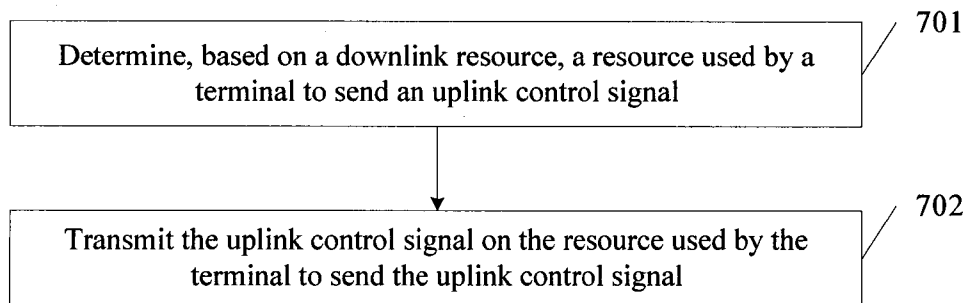 701
Determine, based on a downlink resource, a resource used by a
terminal to send an uplink control signal
702
Transmit the uplink control signal on the resource used by the
terminal to send the uplink control signal